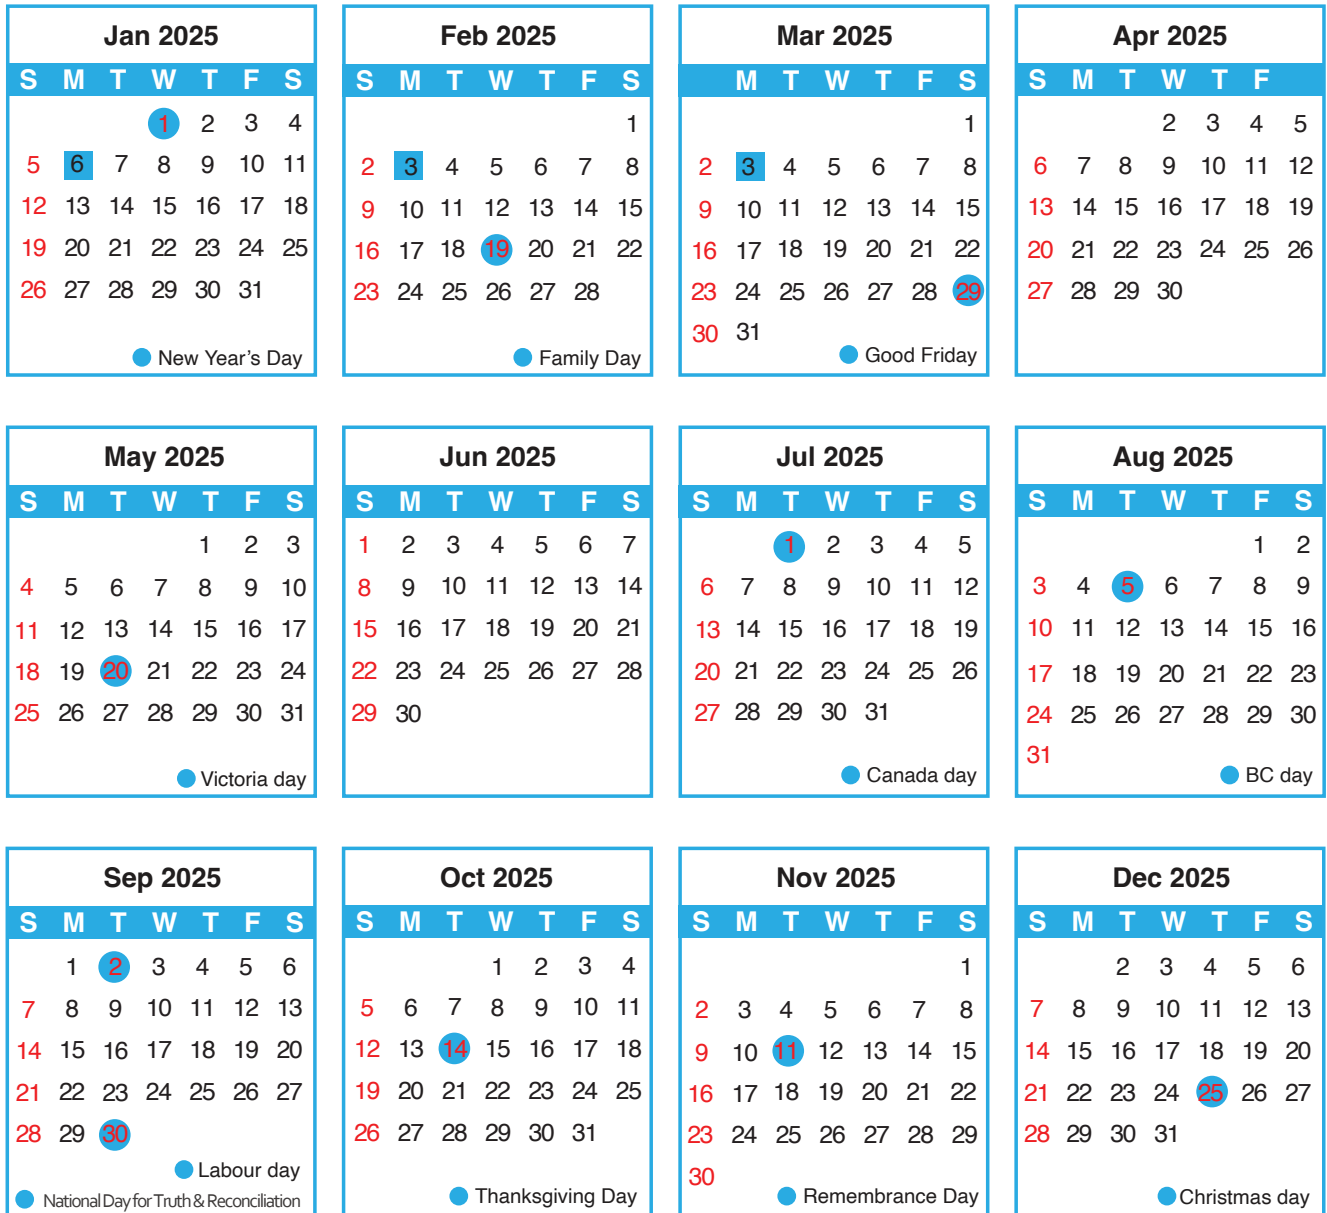 Jan 2025 Feb 2025 Mar 2025 Apr 2025
S M T W T F S S M T W T F S M T W T F S S M T W T F
1 2 3 4 1 1 2 3 4 5
5 6 7 8 9 10 11 2 3 4 5 6 7 8 2 3 4 5 6 7 8 6 7 8 9 10 11 12
12 13 14 15 16 17 18 9 10 11 12 13 14 15 9 10 11 12 13 14 15 13 14 15 16 17 18 19
19 20 21 22 23 24 25 16 17 18 19 20 21 22 16 17 18 19 20 21 22 20 21 22 23 24 25 26
26 27 28 29 30 31 23 24 25 26 27 28 23 24 25 26 27 28 29 27 28 29 30
30 31
New Year's Day Family Day Good Friday
May 2025 Jun 2025 Jul 2025 Aug 2025
S M T W T F S S M T W T F S S M T W T F S S M T W T F S
1 2 3 1 2 3 4 5 6 7 1 2 3 4 5 1 2
4 5 6 7 8 9 10 8 9 10 11 12 13 14 6 7 8 9 10 11 12 3 4 5 6 7 8 9
11 12 13 14 15 16 17 15 16 17 18 19 20 21 13 14 15 16 17 18 19 10 11 12 13 14 15 16
18 19 20 21 22 23 24 22 23 24 25 26 27 28 20 21 22 23 24 25 26 17 18 19 20 21 22 23
25 26 27 28 29 30 31 29 30 27 28 29 30 31 24 25 26 27 28 29 30
31
Victoria day Canada day BC day
Sep 2025 Oct 2025 Nov 2025 Dec 2025
S M T W T F S S M T W T F S S M T W T F S S M T W T F S
1 2 3 4 5 6 1 2 3 4 1 2 3 4 5 6
7 8 9 10 11 12 13 5 6 7 8 9 10 11 2 3 4 5 6 7 8 7 8 9 10 11 12 13
14 15 16 17 18 19 20 12 13 14 15 16 17 18 9 10 11 12 13 14 15 14 15 16 17 18 19 20
21 22 23 24 25 26 27 19 20 21 22 23 24 25 16 17 18 19 20 21 22 21 22 23 24 25 26 27
28 29 30 26 27 28 29 30 31 23 24 25 26 27 28 29 28 29 30 31
30
Labour day
National Day for Truth & Reconciliation Thanksgiving Day Remembrance Day Christmas day